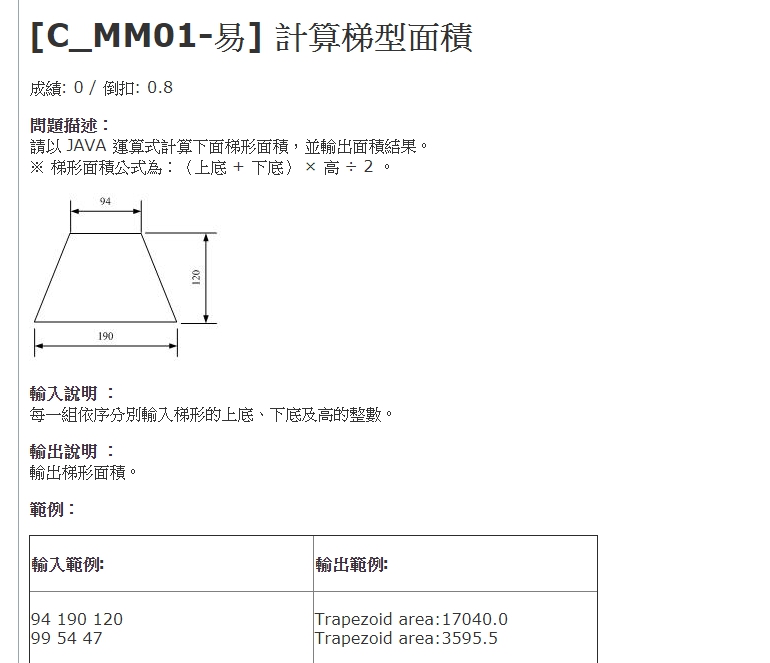 [C_MM01-易] 計算梯型面積
成績: 0 / 倒扣: 0.8
問題描述：
請以 JAVA 運算式計算下面梯形面積，並輸出面積結果。
※ 梯形面積公式為：（上底 + 下底） × 高 ÷ 2 。
94
120
190
輸入說明 ：
每一組依序分別輸入梯形的上底、下底及高的整數。
輸出說明 ：
輸出梯形面積。
範例：
輸入範例:
輸出範例:
94 190 120
99 54 47
Trapezoid area:17040.0
Trapezoid area:3595.5